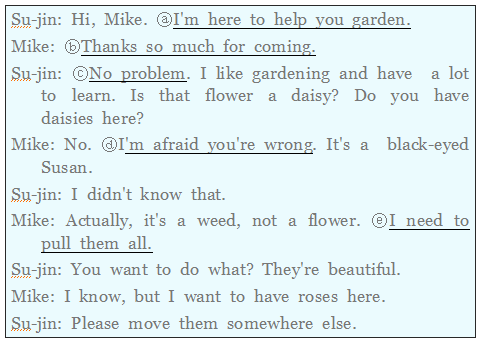 Su-jin: Hi, Mike. ⓐI'm here to help you garden.
Mike: ⓑThanks so much for coming.
Su-jin: ⓒNo problem. I like gardening and have a lot
to learn. Is that flower a daisy? Do you have
daisies here?
Mike: No. ⓓI'm afraid you're wrong. It's a black-eyed
Susan.
Su-jin: I didn't know that.
Mike: Actually, it's a weed, not a flower. ⓔI need to
pull them all.
Su-jin: You want to do what? They're beautiful.
Mike: I know, but I want to have roses here.
Su-jin: Please move them somewhere else.